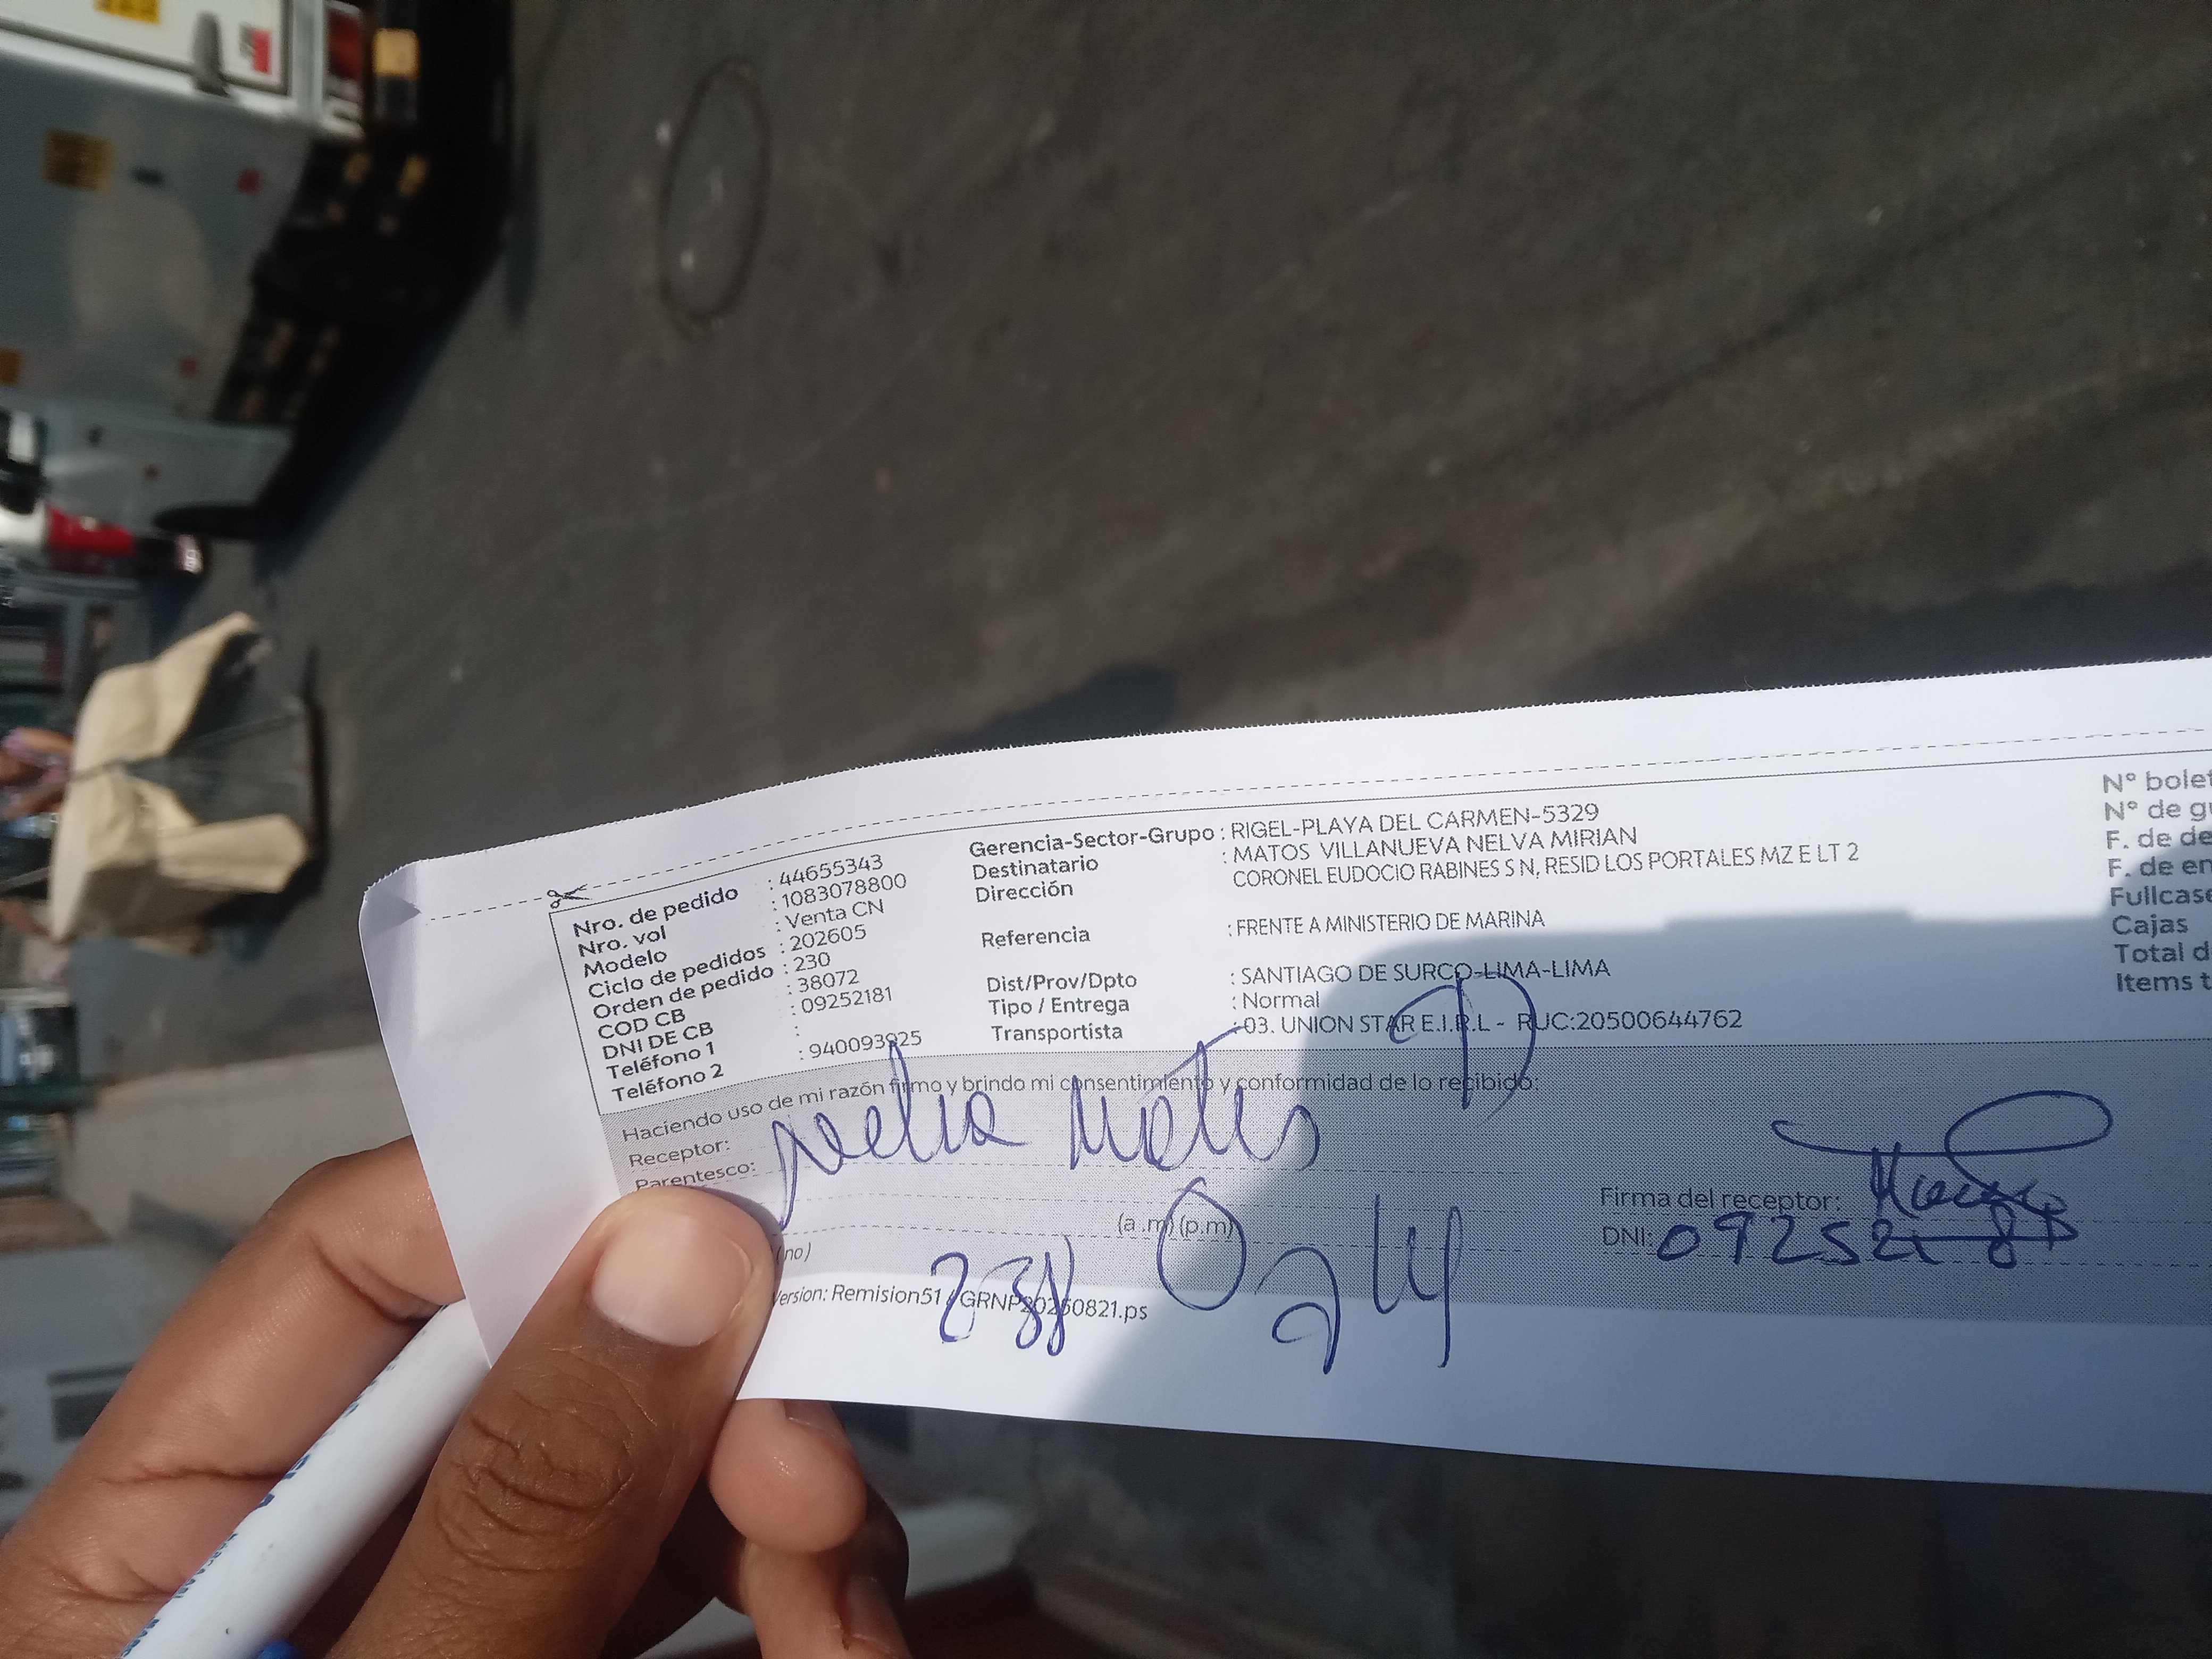 Nro. de pedido : 44655343
Nro. vol : 1083078800
Modelo : Venta CN
Ciclo de pedidos : 202605
Orden de pedido : 230
COD CB : 38072
DNI DE CB : 09252181
Teléfono 1 :
Teléfono 2 : 940093925
Gerencia-Sector-Grupo : RIGEL-PLAYA DEL CARMEN-5329
Destinatario : MATOS VILLANUEVA NELVA MIRIAN
Dirección CORONEL EUDOCIO RABINES S N, RESID LOS PORTALES MZ E LT 2
Referencia : FRENTE A MINISTERIO DE MARINA
Dist/Prov/Dpto : SANTIAGO DE SURCO-LIMA-LIMA
Tipo / Entrega : Normal
Transportista : 03. UNION STAR E.I.R.L - RUC:20500644762
N° bolet
N° de gu
F. de de
F. de en
Fullcase
Cajas
Total d
Items t
Haciendo uso de mi razón firmo y brindo mi consentimiento y conformidad de lo recibido:
Receptor: Nelva Matos
Parentesco:
(a.m) (p.m)
(no)
Firma del receptor:
DNI:
ersion: Remision51 / GRNP20250821.ps
238